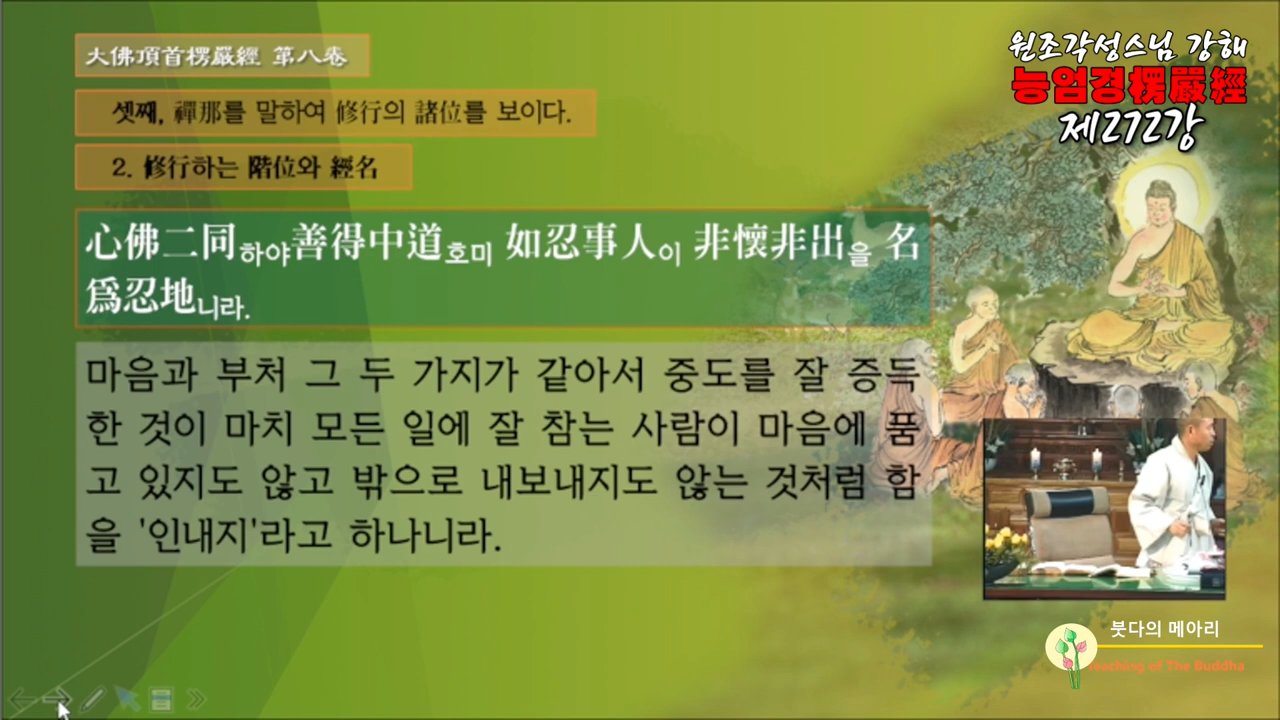 大佛頂首楞嚴經 第八卷
셋째, 禪那를 말하여 修行의 諸位를 보이다.
2. 修行하는 階位와 經名
心佛二同하야善得中道호미 如忍事人이 非懷非出을 名
爲忍地니라.
마음과 부처 그 두 가지가 같아서 중도를 잘 증득
한 것이 마치 모든 일에 잘 참는 사람이 마음에 품
고 있지도 않고 밖으로 내보내지도 않는 것처럼 함
을 '인내지'라고 하나니라.
원조각성스님 강해
능엄경楞嚴經
제272강
붓다의 메아리
Teaching of The Buddha